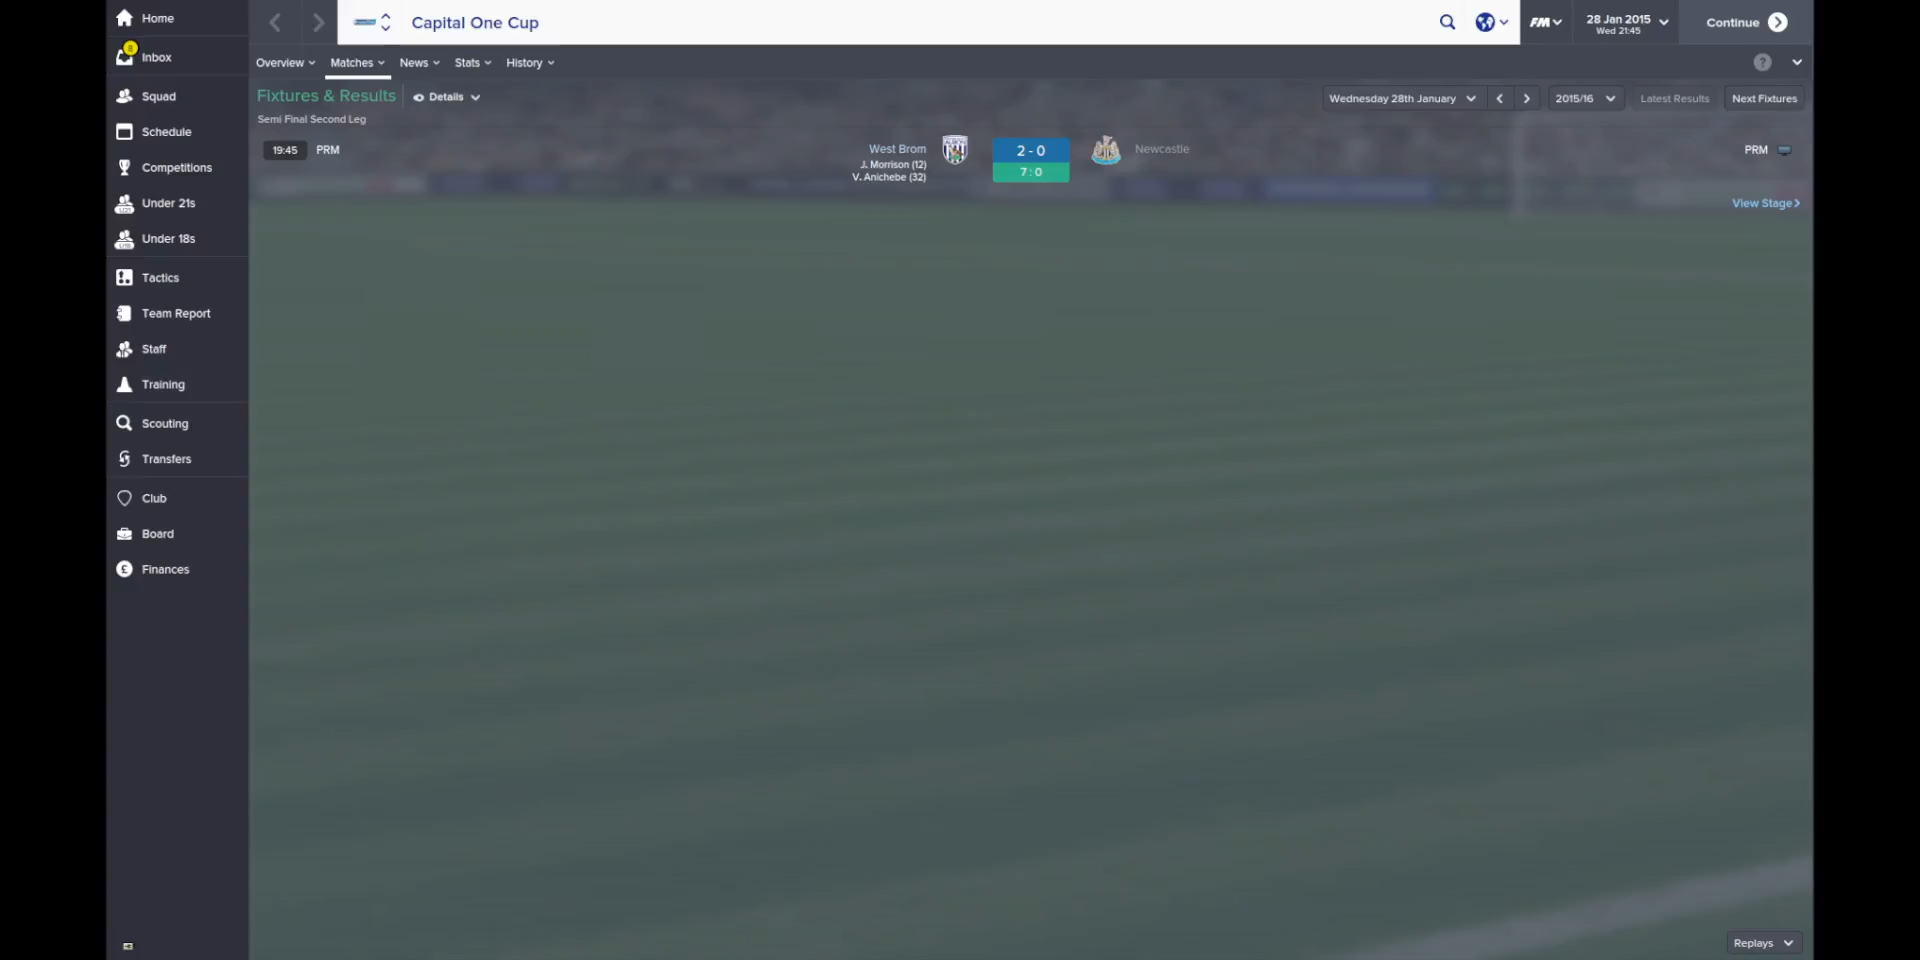 Home
Capital One Cup
FM
28 Jan 2015
Wed 21:45
Continue
8
Inbox
Overview
Matches
News
Stats
History
?
Squad
Fixtures & Results
Details
Wednesday 28th January
2015/16
Latest Results
Next Fixtures
Semi Final Second Leg
Schedule
19:45
PRM
West Brom
2 - 0
Newcastle
PRM
J. Morrison (12)
V. Anichebe (32)
7 : 0
Competitions
View Stage
Under 21s
Under 18s
Tactics
Team Report
Staff
Training
Scouting
Transfers
Club
Board
£
Finances
Replays